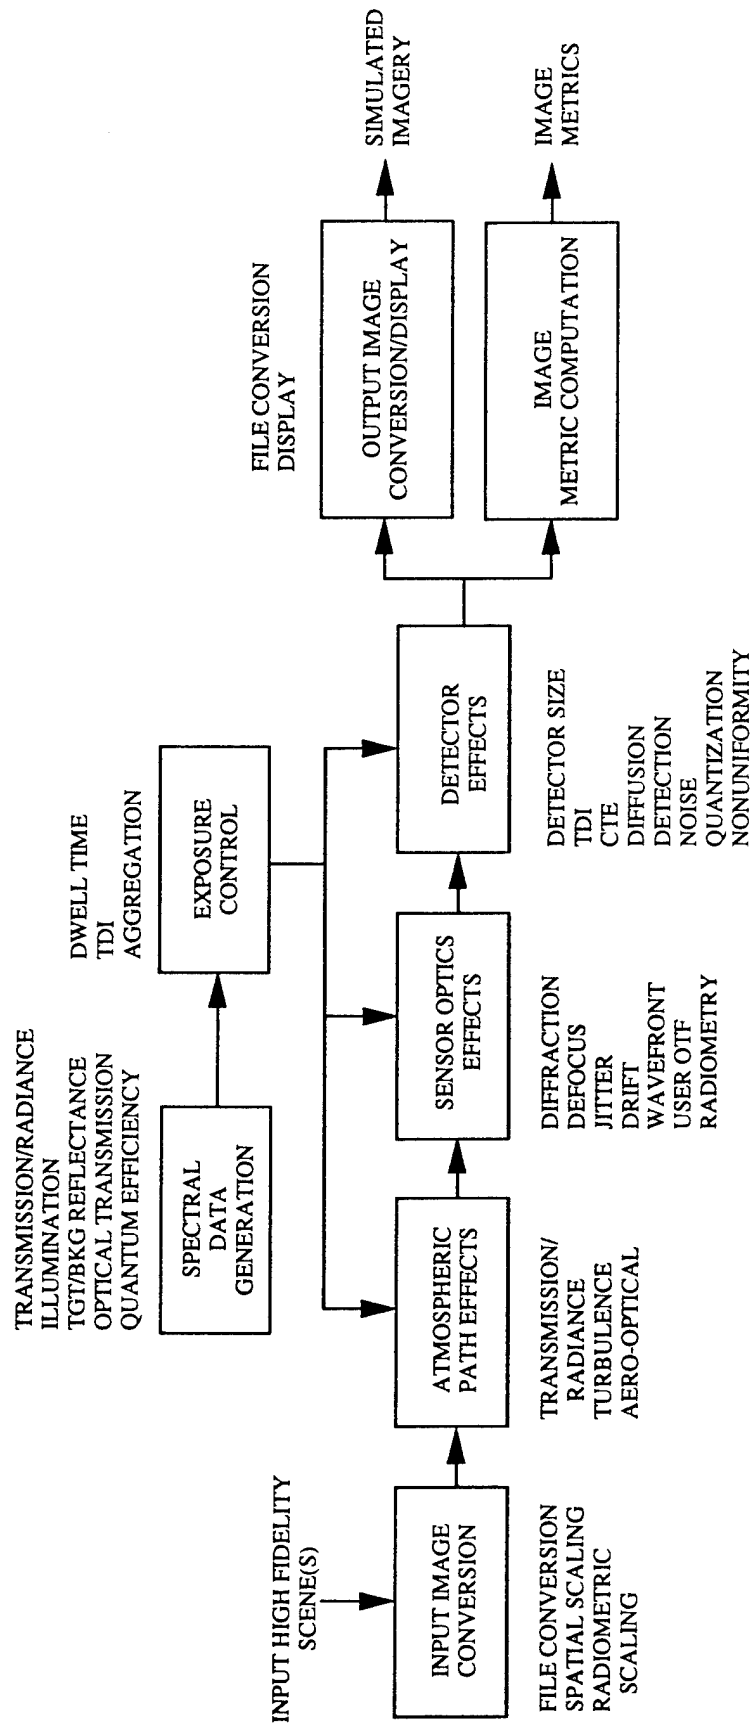 TRANSMISSION/RADIANCE
ILLUMINATION
TGT/BKG REFLECTANCE
OPTICAL TRANSMISSION
QUANTUM EFFICIENCY
SPECTRAL
DATA
GENERATION
DWELL TIME
TDI
AGGREGATION
EXPOSURE
CONTROL
INPUT HIGH FIDELITY
SCENE(S)
INPUT IMAGE
CONVERSION
FILE CONVERSION
SPATIAL SCALING
RADIOMETRIC
SCALING
ATMOSPHERIC
PATH EFFECTS
TRANSMISSION/
RADIANCE
TURBULENCE
AERO-OPTICAL
SENSOR OPTICS
EFFECTS
DIFFRACTION
DEFOCUS
JITTER
DRIFT
WAVEFRONT
USER OTF
RADIOMETRY
DETECTOR
EFFECTS
DETECTOR SIZE
TDI
CTE
DIFFUSION
DETECTION
NOISE
QUANTIZATION
NONUNIFORMITY
FILE CONVERSION
DISPLAY
OUTPUT IMAGE
CONVERSION/DISPLAY
SIMULATED
IMAGERY
IMAGE
METRIC COMPUTATION
IMAGE
METRICS